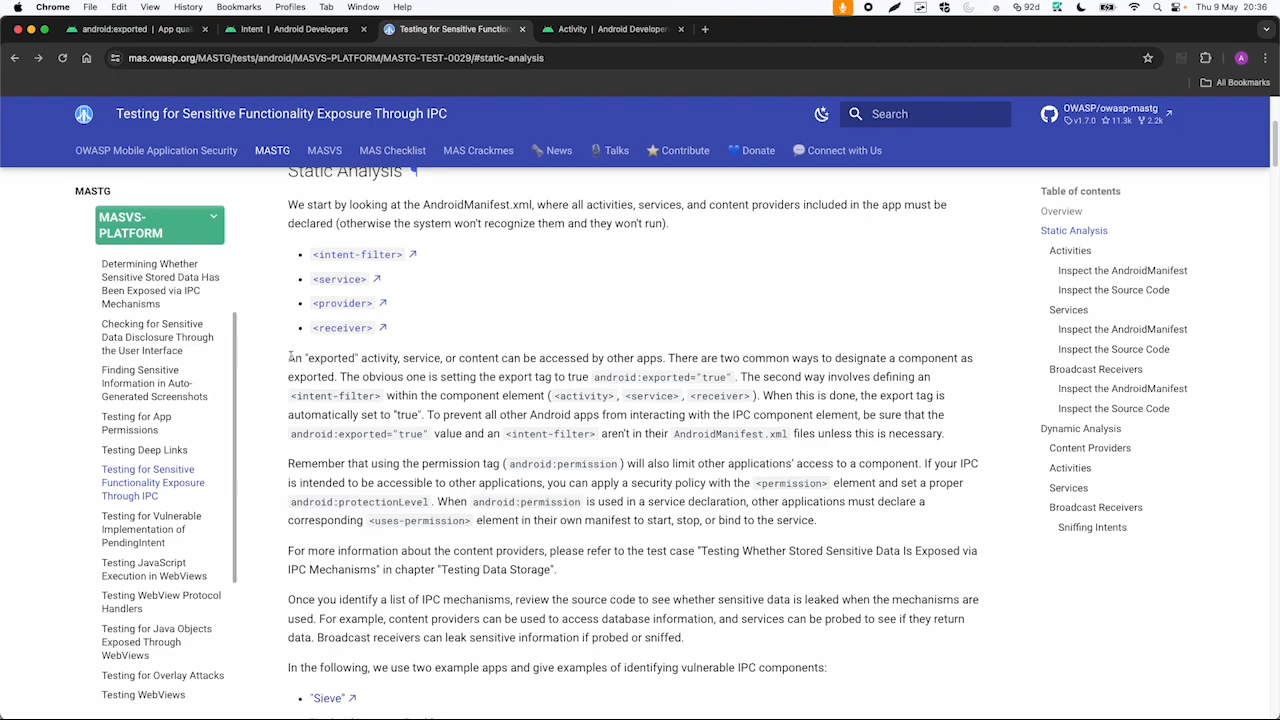 Chrome File Edit View History Bookmarks Profiles Tab Window Help 92d Thu 9 May 20:36
android:exported | App qual Intent | Android Developers Testing for Sensitive Function Activity | Android Developer
mas.owasp.org/MASTG/tests/android/MASVS-PLATFORM/MASTG-TEST-0029/#static-analysis A
All Bookmarks
Testing for Sensitive Functionality Exposure Through IPC Search
OWASP/owasp-mastg
v1.7.0 11.3k 2.2k
OWASP Mobile Application Security MASTG MASVS MAS Checklist MAS Crackmes News Talks Contribute Donate Connect with Us
MASTG
MASVS-
PLATFORM
Determining Whether
Sensitive Stored Data Has
Been Exposed via IPC
Mechanisms
Checking for Sensitive
Data Disclosure Through
the User Interface
Finding Sensitive
Information in Auto-
Generated Screenshots
Testing for App
Permissions
Testing Deep Links
Testing for Sensitive
Functionality Exposure
Through IPC
Testing for Vulnerable
Implementation of
PendingIntent
Testing JavaScript
Execution in WebViews
Testing WebView Protocol
Handlers
Testing for Java Objects
Exposed Through
WebViews
Testing for Overlay Attacks
Testing WebViews
Static Analysis ¶
We start by looking at the AndroidManifest.xml, where all activities, services, and content providers included in the app must be
declared (otherwise the system won't recognize them and they won't run).
• <intent-filter>
• <service>
• <provider>
• <receiver>
An "exported" activity, service, or content can be accessed by other apps. There are two common ways to designate a component as
exported. The obvious one is setting the export tag to true android:exported="true". The second way involves defining an
<intent-filter> within the component element (<activity>, <service>, <receiver>). When this is done, the export tag is
automatically set to "true". To prevent all other Android apps from interacting with the IPC component element, be sure that the
android:exported="true" value and an <intent-filter> aren't in their AndroidManifest.xml files unless this is necessary.
Remember that using the permission tag (android:permission) will also limit other applications' access to a component. If your IPC
is intended to be accessible to other applications, you can apply a security policy with the <permission> element and set a proper
android:protectionLevel. When android:permission is used in a service declaration, other applications must declare a
corresponding <uses-permission> element in their own manifest to start, stop, or bind to the service.
For more information about the content providers, please refer to the test case "Testing Whether Stored Sensitive Data Is Exposed via
IPC Mechanisms" in chapter "Testing Data Storage".
Once you identify a list of IPC mechanisms, review the source code to see whether sensitive data is leaked when the mechanisms are
used. For example, content providers can be used to access database information, and services can be probed to see if they return
data. Broadcast receivers can leak sensitive information if probed or sniffed.
In the following, we use two example apps and give examples of identifying vulnerable IPC components:
• "Sieve"
Table of contents
Overview
Static Analysis
Activities
Inspect the AndroidManifest
Inspect the Source Code
Services
Inspect the AndroidManifest
Inspect the Source Code
Broadcast Receivers
Inspect the AndroidManifest
Inspect the Source Code
Dynamic Analysis
Content Providers
Activities
Services
Broadcast Receivers
Sniffing Intents